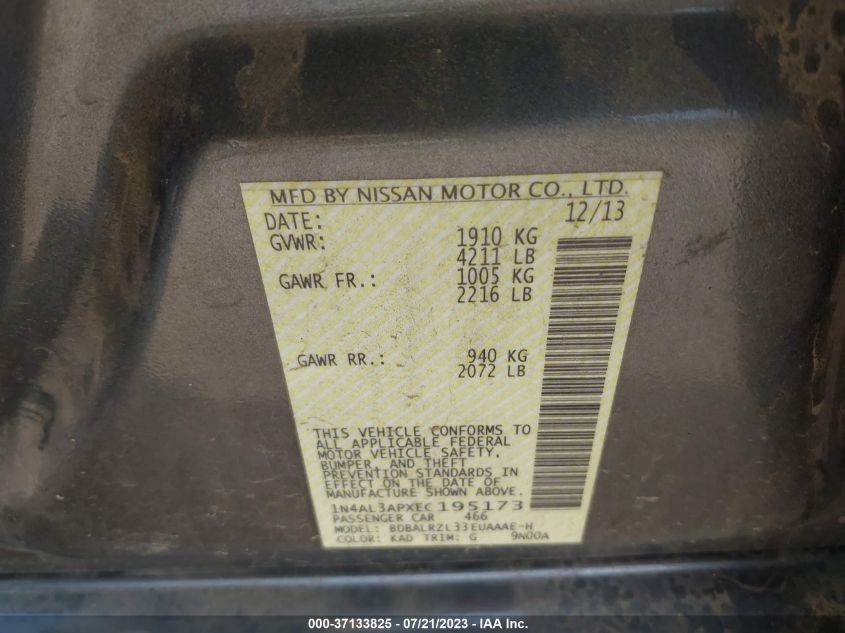 MFD BY NISSAN MOTOR CO., LTD.
DATE: 12/13
GVWR: 1910 KG
4211 LB
GAWR FR.: 1005 KG
2216 LB
GAWR RR.: 940 KG
2072 LB
THIS VEHICLE CONFORMS TO
ALL APPLICABLE FEDERAL
MOTOR VEHICLE SAFETY,
BUMPER, AND THEFT
PREVENTION STANDARDS IN
EFFECT ON THE DATE OF
MANUFACTURE SHOWN ABOVE.
1N4AL3APXEC195173
PASSENGER CAR 466
MODEL: BDBALRZL33EUAAAE-H
COLOR: KAD TRIM: G 9N00A
000-37133825 - 07/21/2023 - IAA Inc.